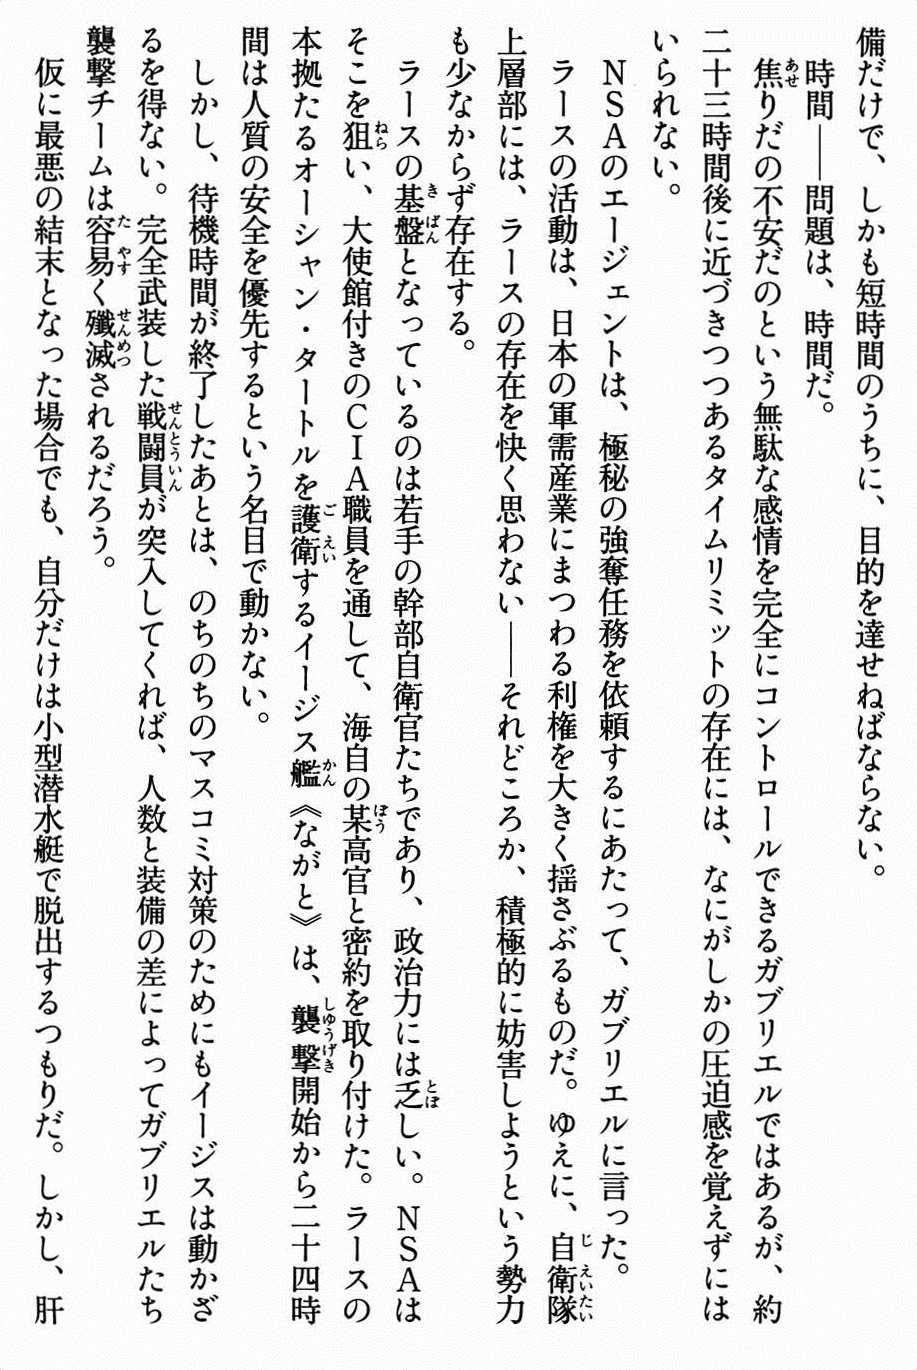 備だけで、しかも短時間のうちに、目的を達せねばならない。
時間――問題は、時間だ。
焦りだの不安だのという無駄な感情を完全にコントロールできるガブリエルではあるが、約
二十三時間後に近づきつつあるタイムリミットの存在には、なにがしかの圧迫感を覚えずには
いられない。
ＮＳＡのエージェントは、極秘の強奪任務を依頼するにあたって、ガブリエルに言った。
ラースの活動は、日本の軍需産業にまつわる利権を大きく揺さぶるものだ。ゆえに、自衛隊
上層部には、ラースの存在を快く思わない――それどころか、積極的に妨害しようという勢力
も少なからず存在する。
ラースの基盤となっているのは若手の幹部自衛官たちであり、政治力には乏しい。ＮＳＡは
そこを狙い、大使館付きのＣＩＡ職員を通して、海自の某高官と密約を取り付けた。ラースの
本拠たるオーシャン・タートルを護衛するイージス艦《ながと》は、襲撃開始から二十四時
間は人質の安全を優先するという名目で動かない。
しかし、待機時間が終了したあとは、のちのちのマスコミ対策のためにもイージスは動かざ
るを得ない。完全武装した戦闘員が突入してくれば、人数と装備の差によってガブリエルたち
襲撃チームは容易く殲滅されるだろう。
仮に最悪の結末となった場合でも、自分だけは小型潜水艇で脱出するつもりだ。しかし、肝